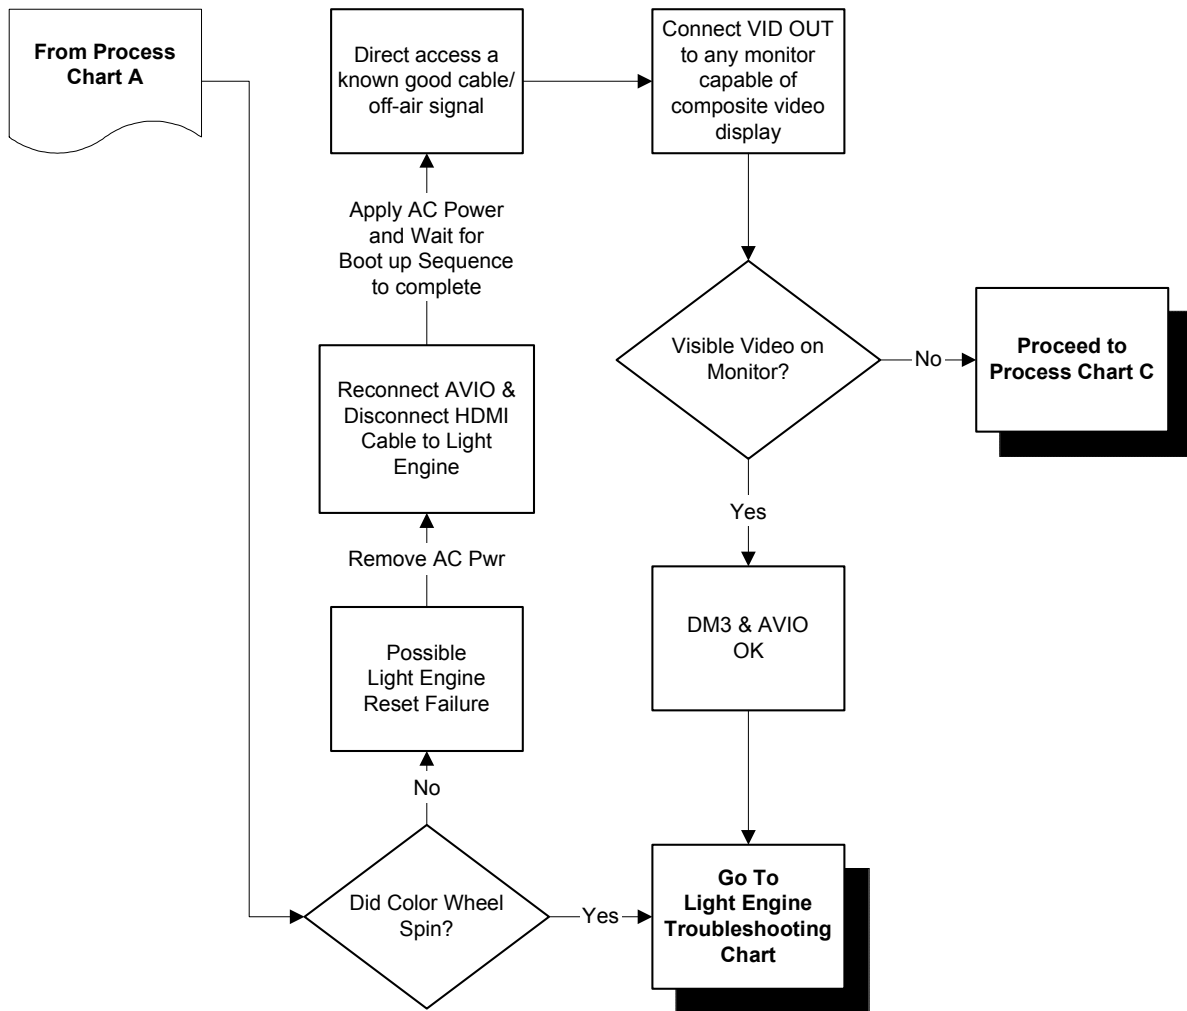 From Process
Chart A
Direct access a
known good cable/
off-air signal
Connect VID OUT
to any monitor
capable of
composite video
display
Apply AC Power
and Wait for
Boot up Sequence
to complete
Visible Video on
Monitor?
No
Proceed to
Process Chart C
Reconnect AVIO &
Disconnect HDMI
Cable to Light
Engine
Yes
Remove AC Pwr
DM3 & AVIO
OK
Possible
Light Engine
Reset Failure
No
Did Color Wheel
Spin?
Yes
Go To
Light Engine
Troubleshooting
Chart